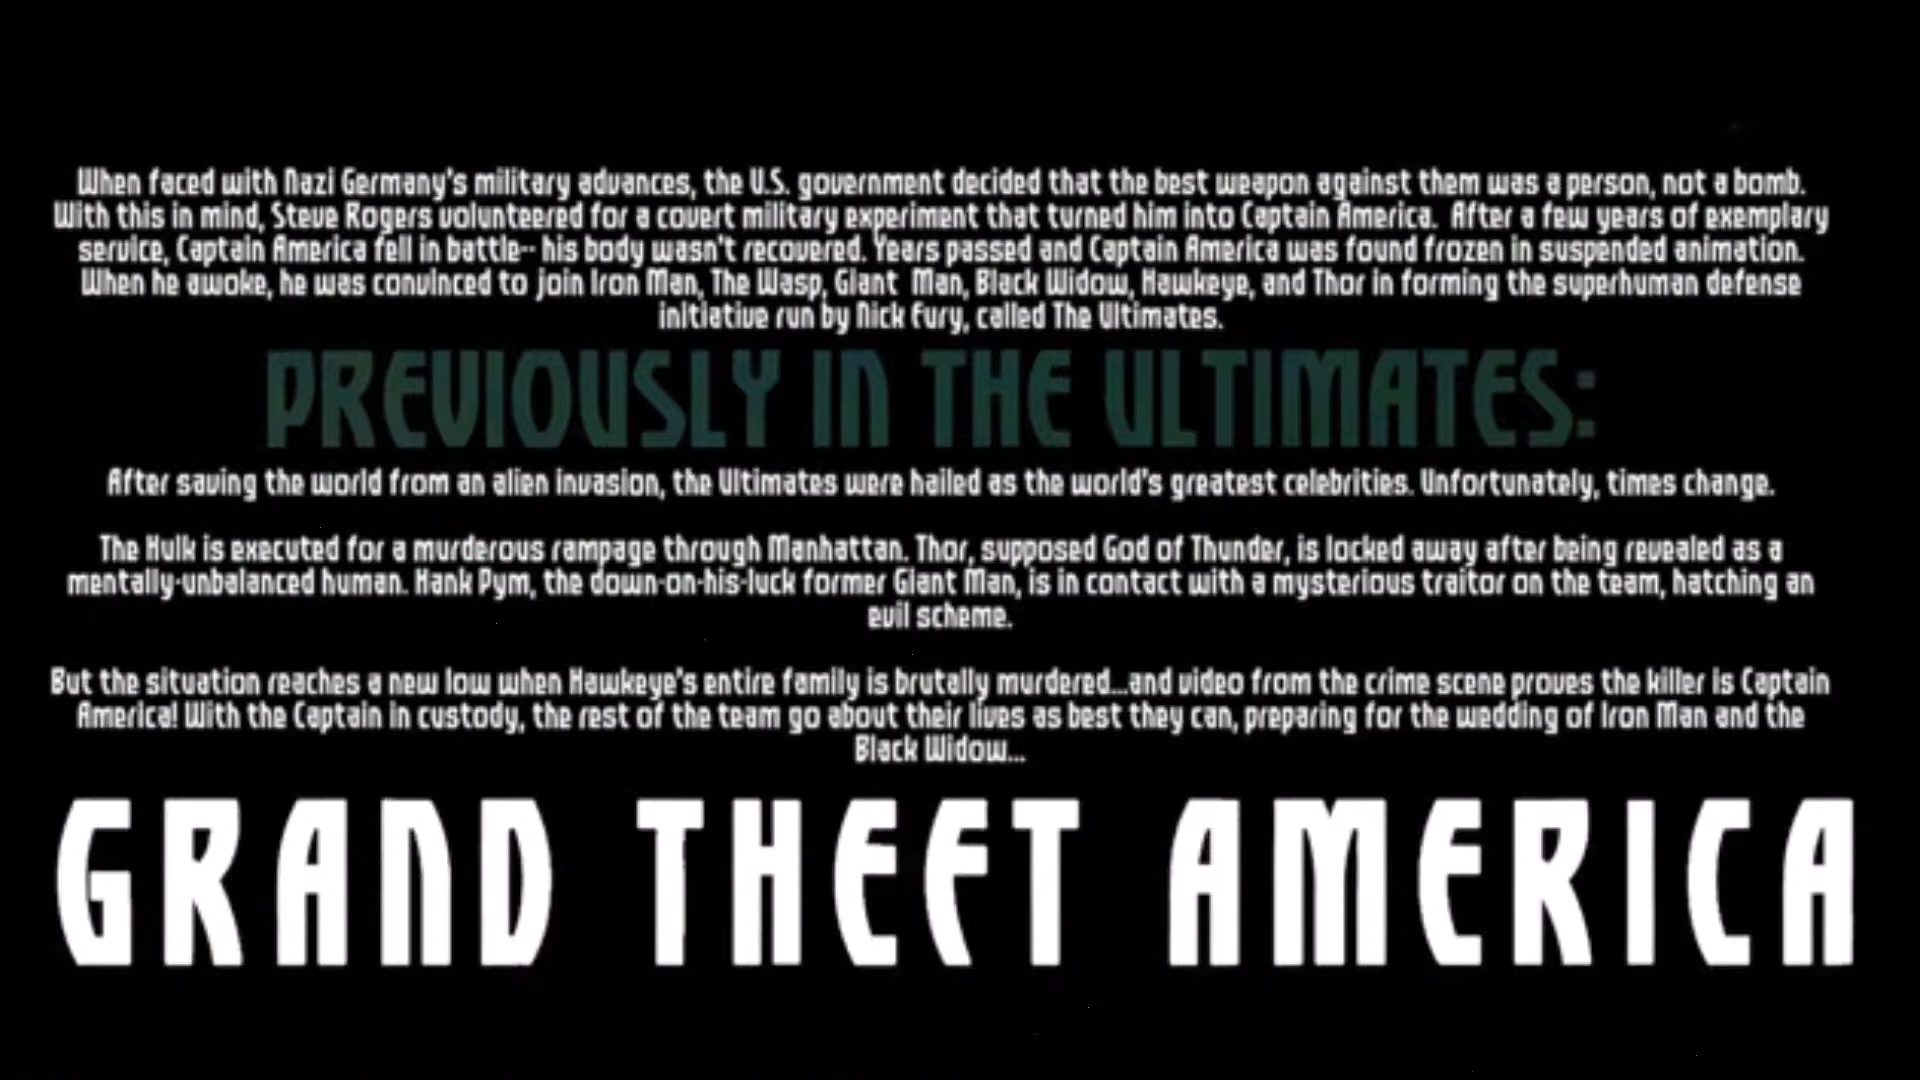 When faced with Nazi Germany's military advances, the U.S. government decided that the best weapon against them was a person, not a bomb.
With this in mind, Steve Rogers volunteered for a covert military experiment that turned him into Captain America. After a few years of exemplary
service, Captain America fell in battle-- his body wasn't recovered. Years passed and Captain America was found frozen in suspended animation.
When he awoke, he was convinced to join Iron Man, The Wasp, Giant Man, Black Widow, Hawkeye, and Thor in forming the superhuman defense
initiative run by Nick Fury, called The Ultimates.
PREVIOUSLY IN THE ULTIMATES:
After saving the world from an alien invasion, the Ultimates were hailed as the world's greatest celebrities. Unfortunately, times change.
The Hulk is executed for a murderous rampage through Manhattan. Thor, supposed God of Thunder, is locked away after being revealed as a
mentally-unbalanced human. Hank Pym, the down-on-his-luck former Giant Man, is in contact with a mysterious traitor on the team, hatching an
evil scheme.
But the situation reaches a new low when Hawkeye's entire family is brutally murdered...and video from the crime scene proves the killer is Captain
America! With the Captain in custody, the rest of the team go about their lives as best they can, preparing for the wedding of Iron Man and the
Black Widow...
GRAND THEFT AMERICA